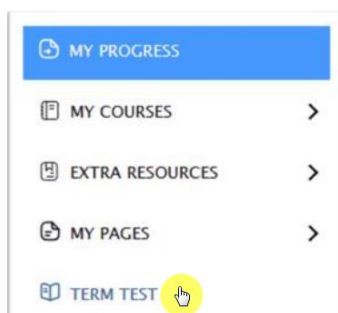 MY PROGRESS
MY COURSES
EXTRA RESOURCES
MY PAGES
TERM TEST